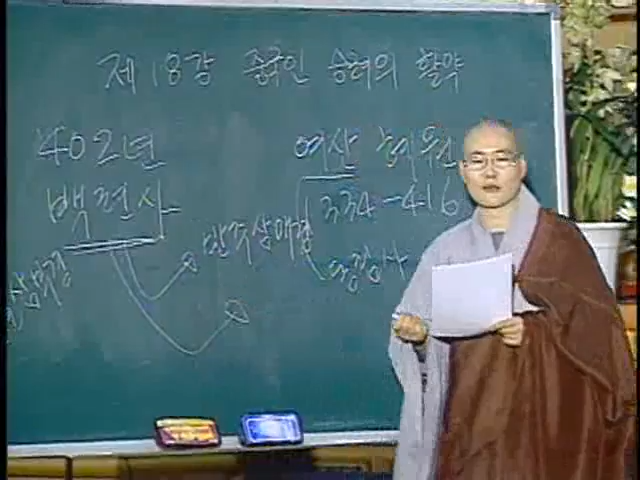 제 18강 중국인 승려의 활약
402년
백련사
여산 혜원
334-416
반주삼매경
동림사